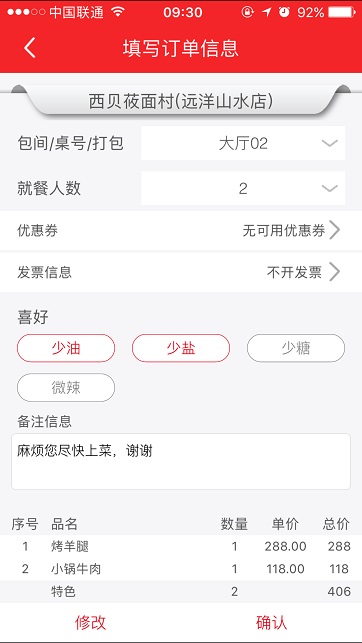 中国联通 09:30 92%
填写订单信息
西贝莜面村(远洋山水店)
包间/桌号/打包 大厅02
就餐人数 2
优惠券 无可用优惠券
发票信息 不开发票
喜好
少油 少盐 少糖
微辣
备注信息
麻烦您尽快上菜，谢谢
序号 品名 数量 单价 总价
1 烤羊腿 1 288.00 288
2 小锅牛肉 1 118.00 118
特色 2 406
修改 确认